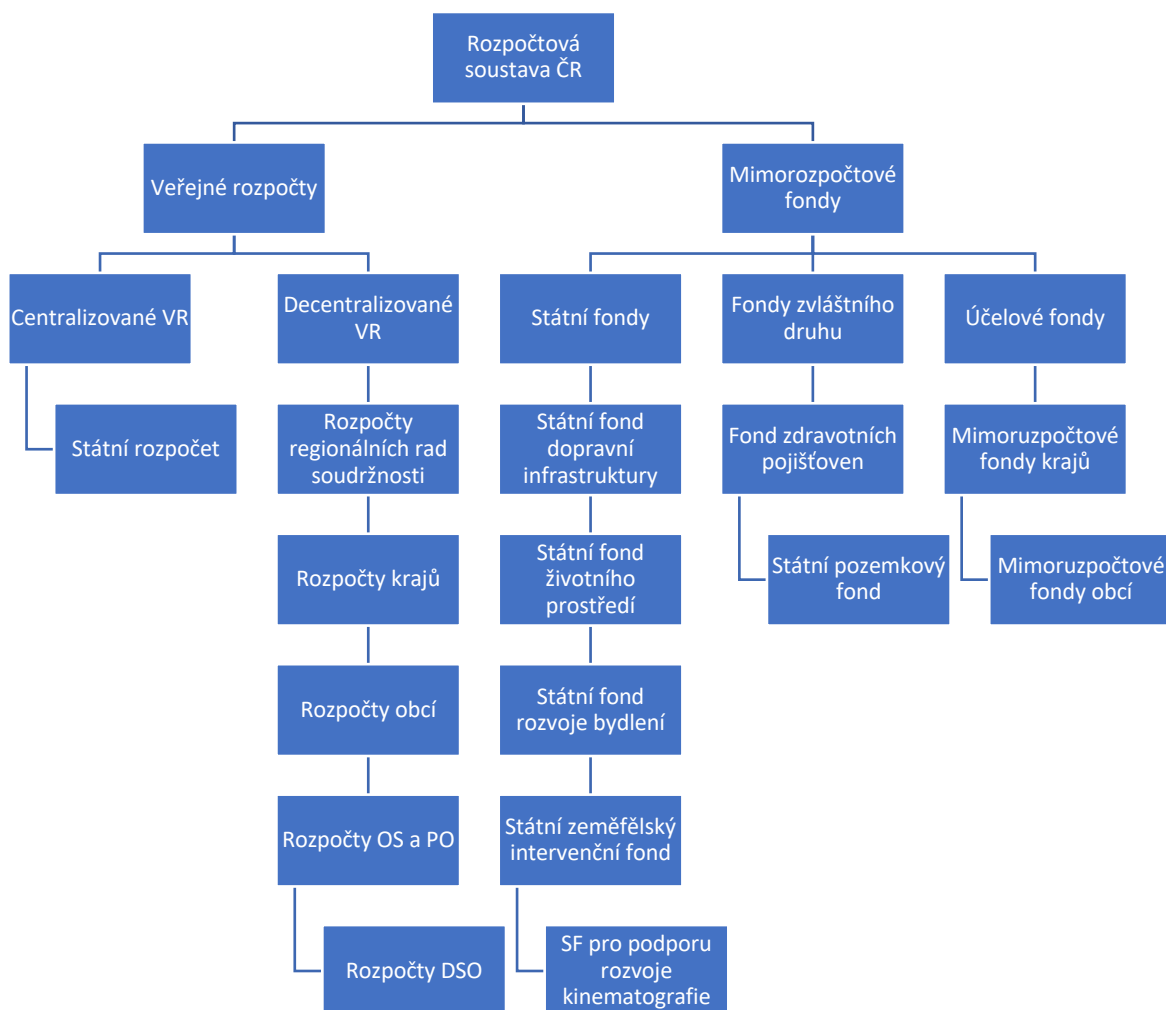 Rozpočtová
soustava ČR
Veřejné rozpočty
Mimorozpočtové
fondy
Centralizované VR
Decentralizované
VR
Státní fondy
Fondy zvláštního
druhu
Účelové fondy
Státní rozpočet
Rozpočty
regionálních rad
soudržnosti
Státní fond
dopravní
infrastruktury
Fond zdravotních
pojišťoven
Mimoruzpočtové
fondy krajů
Rozpočty krajů
Státní fond
životního
prostředí
Státní pozemkový
fond
Mimoruzpočtové
fondy obcí
Rozpočty obcí
Státní fond
rozvoje bydlení
Rozpočty OS a PO
Státní zeměfělský
intervenční fond
Rozpočty DSO
SF pro podporu
rozvoje
kinematografie